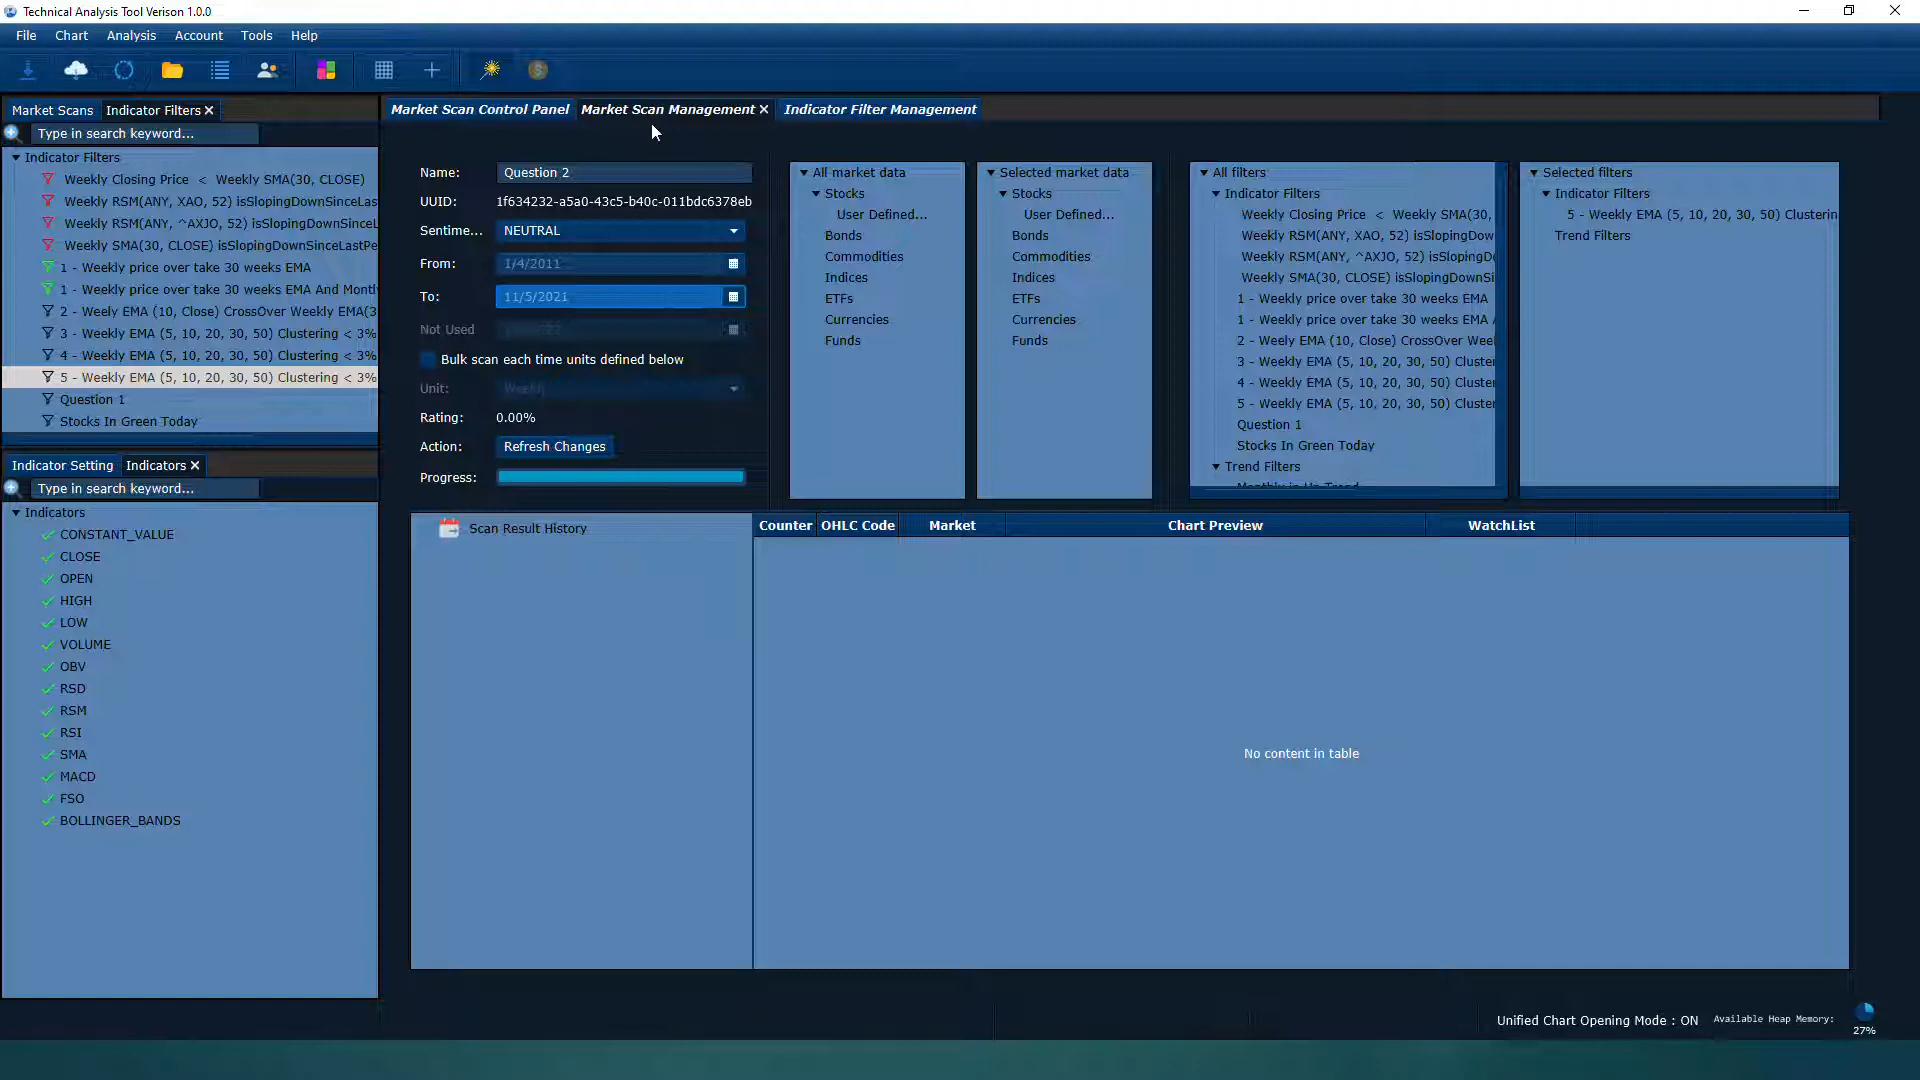 Technical Analysis Tool Verison 1.0.0
File Chart Analysis Account Tools Help
Market Scans Indicator Filters
Type in search keyword...
Indicator Filters
Weekly Closing Price < Weekly SMA(30, CLOSE)
Weekly RSM(ANY, XAO, 52) isSlopingDownSinceLas
Weekly RSM(ANY, ^AXJO, 52) isSlopingDownSinceL
Weekly SMA(30, CLOSE) isSlopingDownSinceLastPe
1 - Weekly price over take 30 weeks EMA
1 - Weekly price over take 30 weeks EMA And Montl
2 - Weely EMA (10, Close) CrossOver Weekly EMA(3
3 - Weekly EMA (5, 10, 20, 30, 50) Clustering < 3%
4 - Weekly EMA (5, 10, 20, 30, 50) Clustering < 3%
5 - Weekly EMA (5, 10, 20, 30, 50) Clustering < 3%
Question 1
Stocks In Green Today
Indicator Setting Indicators
Type in search keyword...
Indicators
CONSTANT_VALUE
CLOSE
OPEN
HIGH
LOW
VOLUME
OBV
RSD
RSM
RSI
SMA
MACD
FSO
BOLLINGER_BANDS
Market Scan Control Panel Market Scan Management Indicator Filter Management
Name: Question 2
UUID: 1f634232-a5a0-43c5-b40c-011bdc6378eb
Sentime... NEUTRAL
From: 1/4/2011
To: 11/5/2021
Not Used
Bulk scan each time units defined below
Unit: Weekly
Rating: 0.00%
Action: Refresh Changes
Progress:
All market data
Stocks
User Defined...
Bonds
Commodities
Indices
ETFs
Currencies
Funds
Selected market data
Stocks
User Defined...
Bonds
Commodities
Indices
ETFs
Currencies
Funds
All filters
Indicator Filters
Weekly Closing Price < Weekly SMA(30,
Weekly RSM(ANY, XAO, 52) isSlopingDow
Weekly RSM(ANY, ^AXJO, 52) isSlopingD
Weekly SMA(30, CLOSE) isSlopingDownSi
1 - Weekly price over take 30 weeks EMA
1 - Weekly price over take 30 weeks EMA
2 - Weely EMA (10, Close) CrossOver Wee
3 - Weekly EMA (5, 10, 20, 30, 50) Cluster
4 - Weekly EMA (5, 10, 20, 30, 50) Cluster
5 - Weekly EMA (5, 10, 20, 30, 50) Cluster
Question 1
Stocks In Green Today
Trend Filters
Monthly in Up Trend
Selected filters
Indicator Filters
5 - Weekly EMA (5, 10, 20, 30, 50) Clusterin
Trend Filters
Scan Result History
Counter OHLC Code Market Chart Preview WatchList
No content in table
Unified Chart Opening Mode : ON Available Heap Memory:
27%